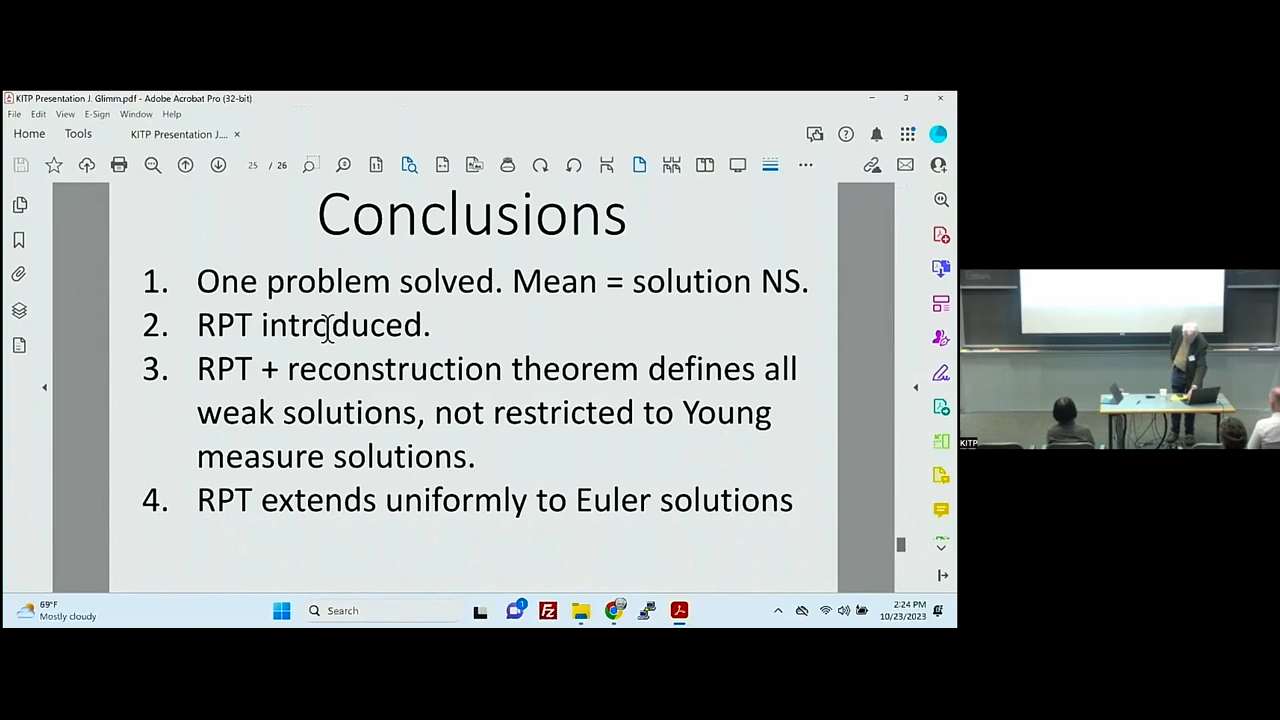 KITP Presentation J. Glimm.pdf - Adobe Acrobat Pro (32-bit)
File Edit View E-Sign Window Help
Home Tools KITP Presentation J.... ×
25 / 26
Conclusions
1. One problem solved. Mean = solution NS.
2. RPT introduced.
3. RPT + reconstruction theorem defines all
weak solutions, not restricted to Young
measure solutions.
4. RPT extends uniformly to Euler solutions
KITP
69°F
Mostly cloudy
Search
2:24 PM
10/23/2023